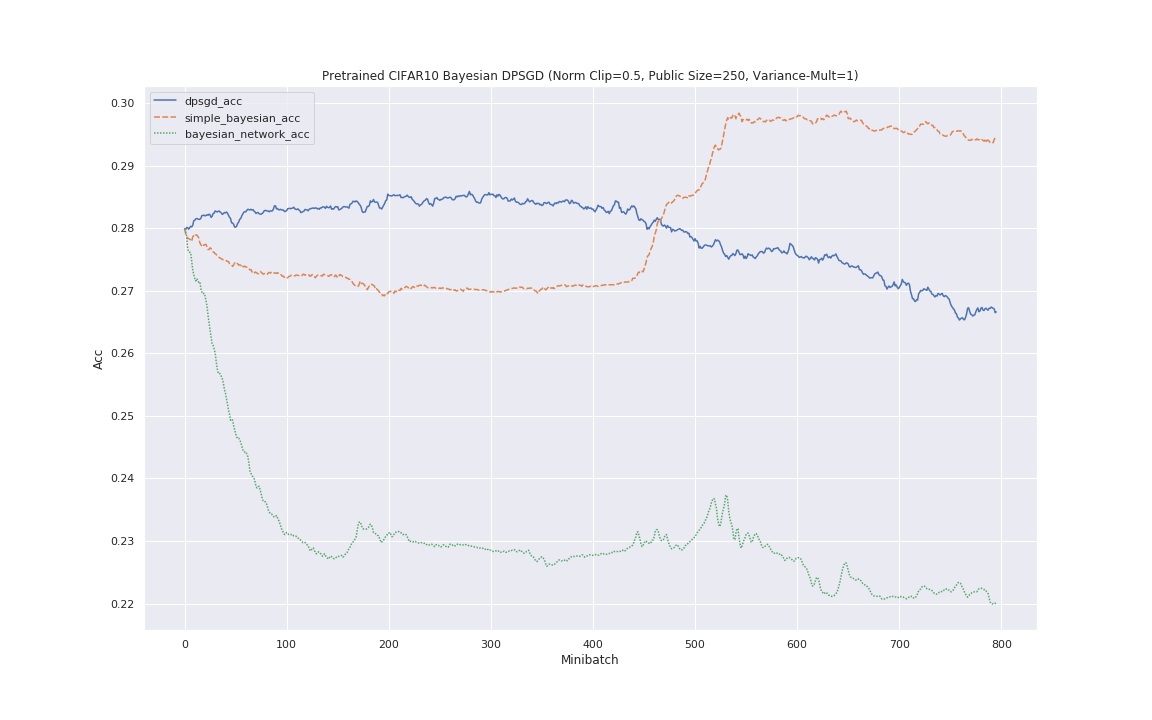 Pretrained CIFAR10 Bayesian DPSGD (Norm Clip=0.5, Public Size=250, Variance-Mult=1)
dpsgd_acc
simple_bayesian_acc
bayesian_network_acc
0.30
0.29
0.28
0.27
0.26
0.25
0.24
0.23
0.22
Acc
0 100 200 300 400 500 600 700 800
Minibatch